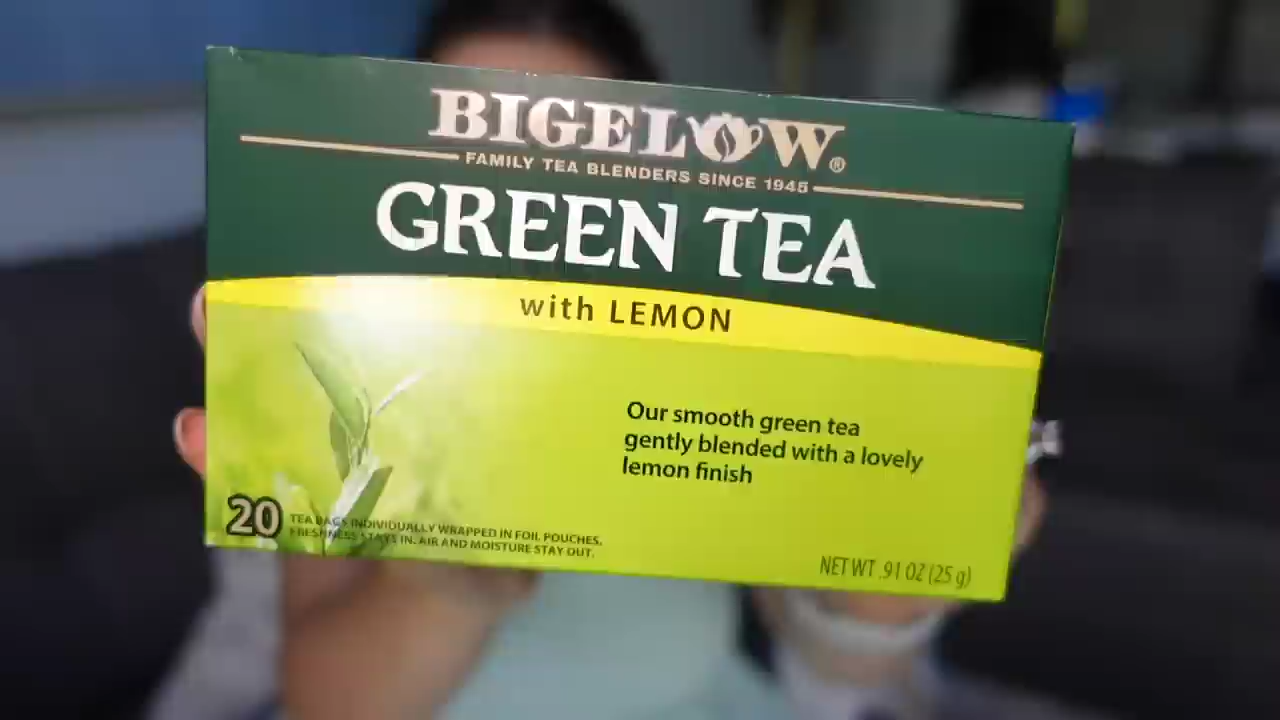 BIGELOW®
FAMILY TEA BLENDERS SINCE 1945
GREEN TEA
with LEMON
Our smooth green tea
gently blended with a lovely
lemon finish
20
TEA BAGS INDIVIDUALLY WRAPPED IN FOIL POUCHES.
FRESHNESS STAYS IN. AIR AND MOISTURE STAY OUT.
NET WT .91 OZ (25 g)